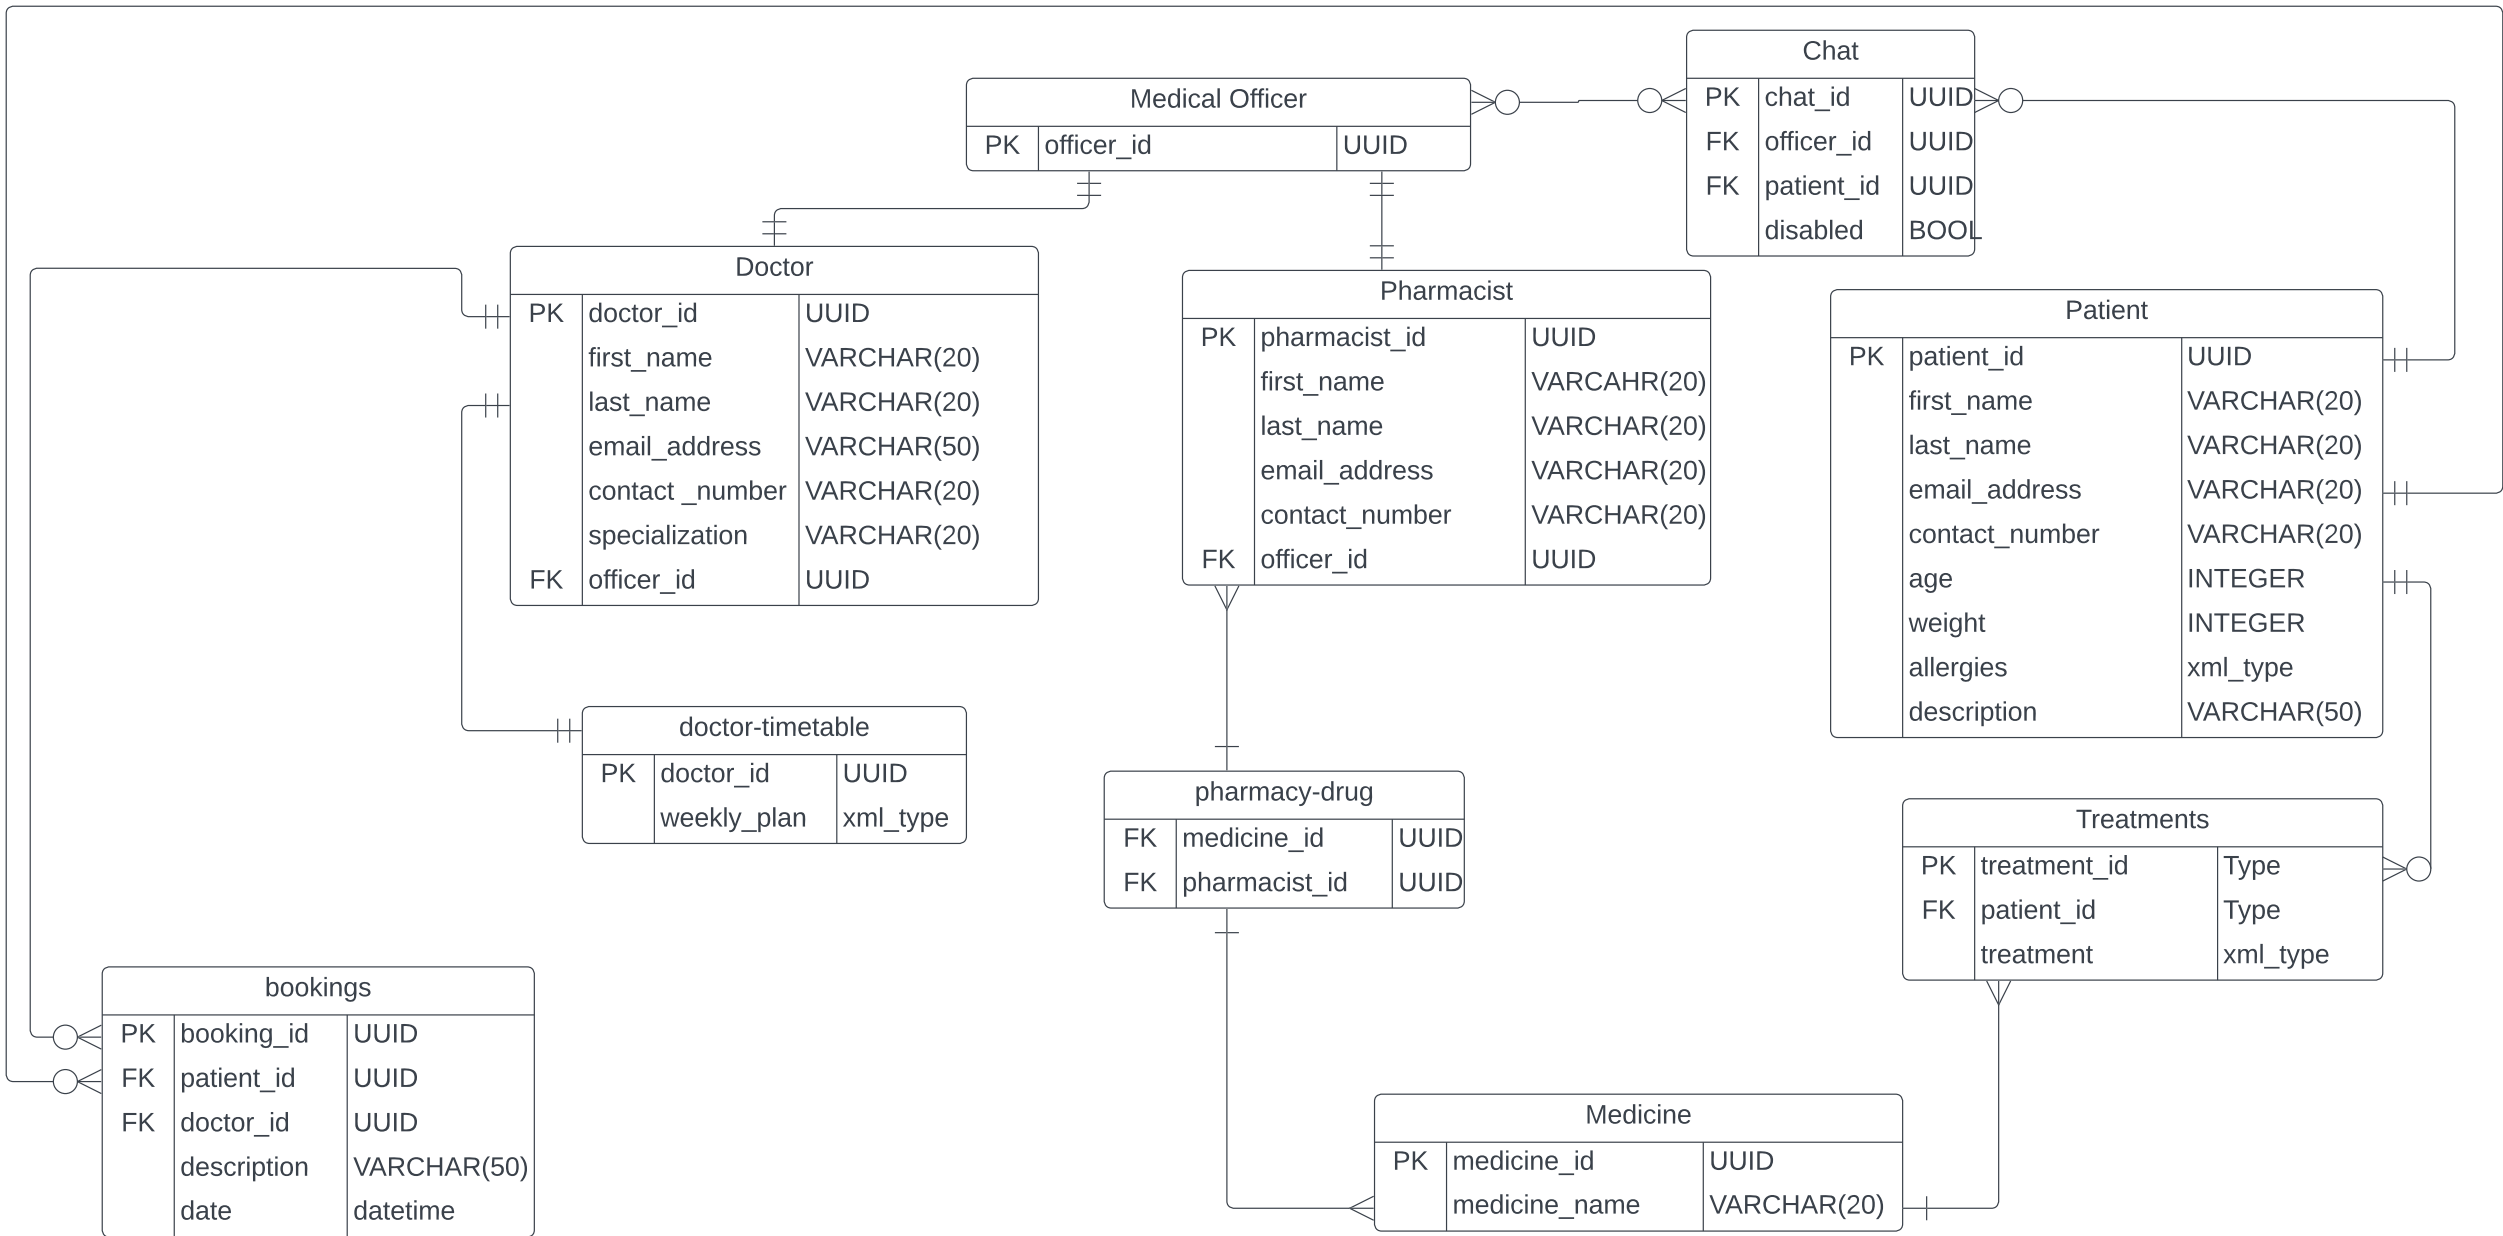 Chat
PK chat_id UUID
FK officer_id UUID
FK patient_id UUID
disabled BOOL
Medical Officer
PK officer_id UUID
Doctor
PK doctor_id UUID
first_name VARCHAR(20)
last_name VARCHAR(20)
email_address VARCHAR(50)
contact _number VARCHAR(20)
specialization VARCHAR(20)
FK officer_id UUID
Pharmacist
PK pharmacist_id UUID
first_name VARCAHR(20)
last_name VARCHAR(20)
email_address VARCHAR(20)
contact_number VARCHAR(20)
FK officer_id UUID
Patient
PK patient_id UUID
first_name VARCHAR(20)
last_name VARCHAR(20)
email_address VARCHAR(20)
contact_number VARCHAR(20)
age INTEGER
weight INTEGER
allergies xml_type
description VARCHAR(50)
doctor-timetable
PK doctor_id UUID
weekly_plan xml_type
pharmacy-drug
FK medicine_id UUID
FK pharmacist_id UUID
Treatments
PK treatment_id Type
FK patient_id Type
treatment xml_type
bookings
PK booking_id UUID
FK patient_id UUID
FK doctor_id UUID
description VARCHAR(50)
date datetime
Medicine
PK medicine_id UUID
medicine_name VARCHAR(20)